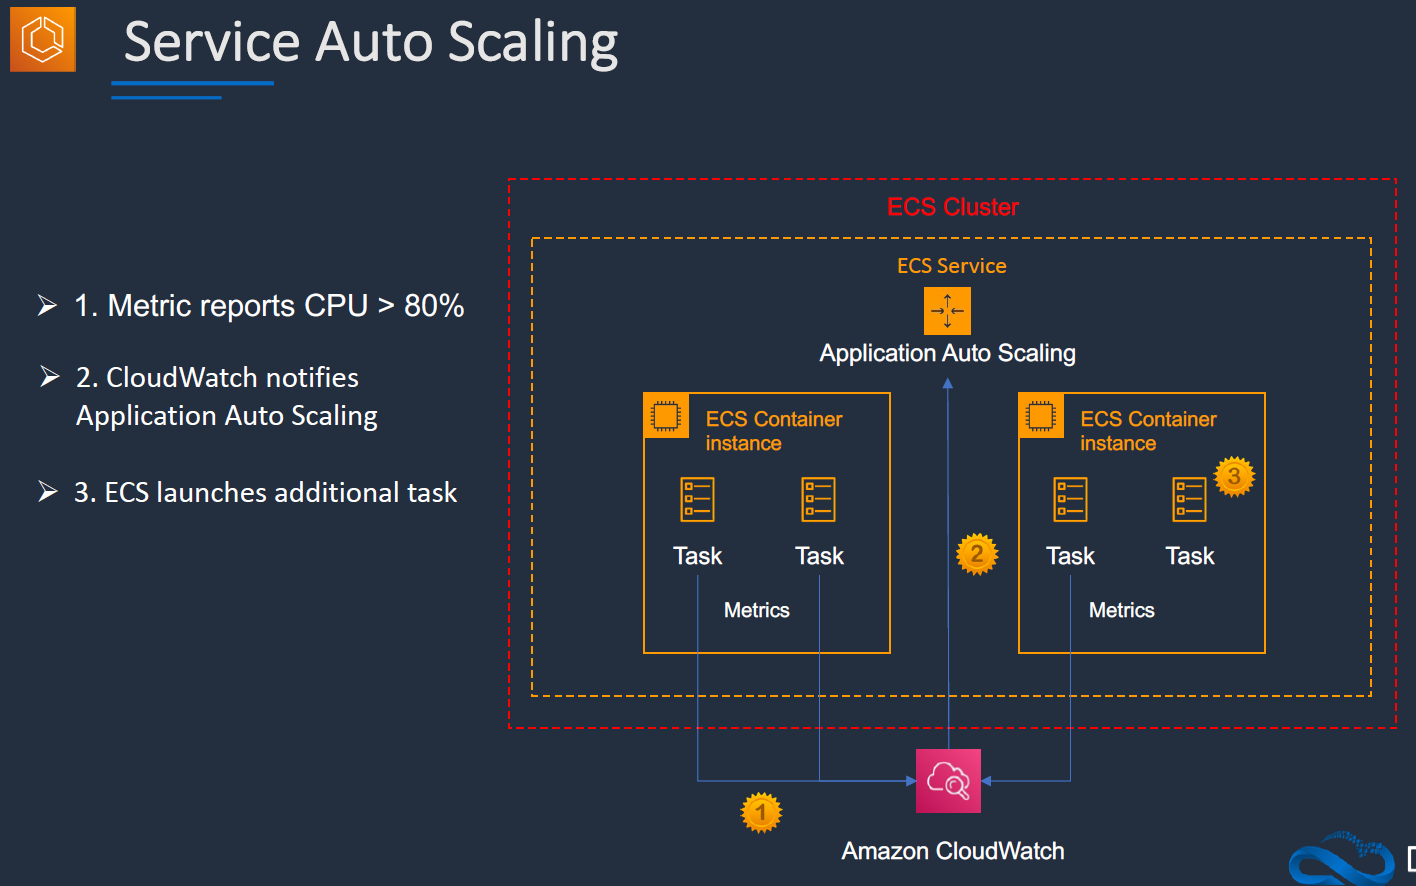 Service Auto Scaling
1. Metric reports CPU > 80%
2. CloudWatch notifies
Application Auto Scaling
3. ECS launches additional task
ECS Cluster
ECS Service
Application Auto Scaling
ECS Container
instance
Task
Task
Metrics
2
ECS Container
instance
3
Task
Task
Metrics
1
Amazon CloudWatch